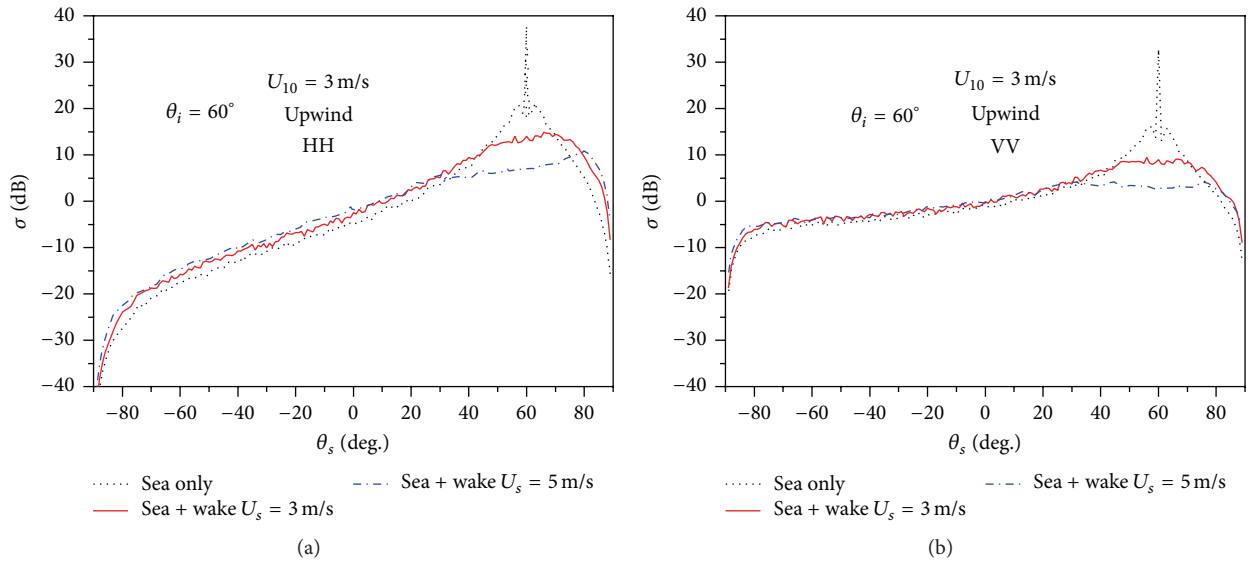 40
30
20
10
0
−10
−20
−30
−40
σ (dB)
U₁₀ = 3 m/s
θᵢ = 60°
Upwind
HH
−80 −60 −40 −20 0 20 40 60 80
θₛ (deg.)
Sea only
Sea + wake Uₛ = 5 m/s
Sea + wake Uₛ = 3 m/s
(a)
40
30
20
10
0
−10
−20
−30
−40
σ (dB)
U₁₀ = 3 m/s
θᵢ = 60°
Upwind
VV
−80 −60 −40 −20 0 20 40 60 80
θₛ (deg.)
Sea only
Sea + wake Uₛ = 5 m/s
Sea + wake Uₛ = 3 m/s
(b)